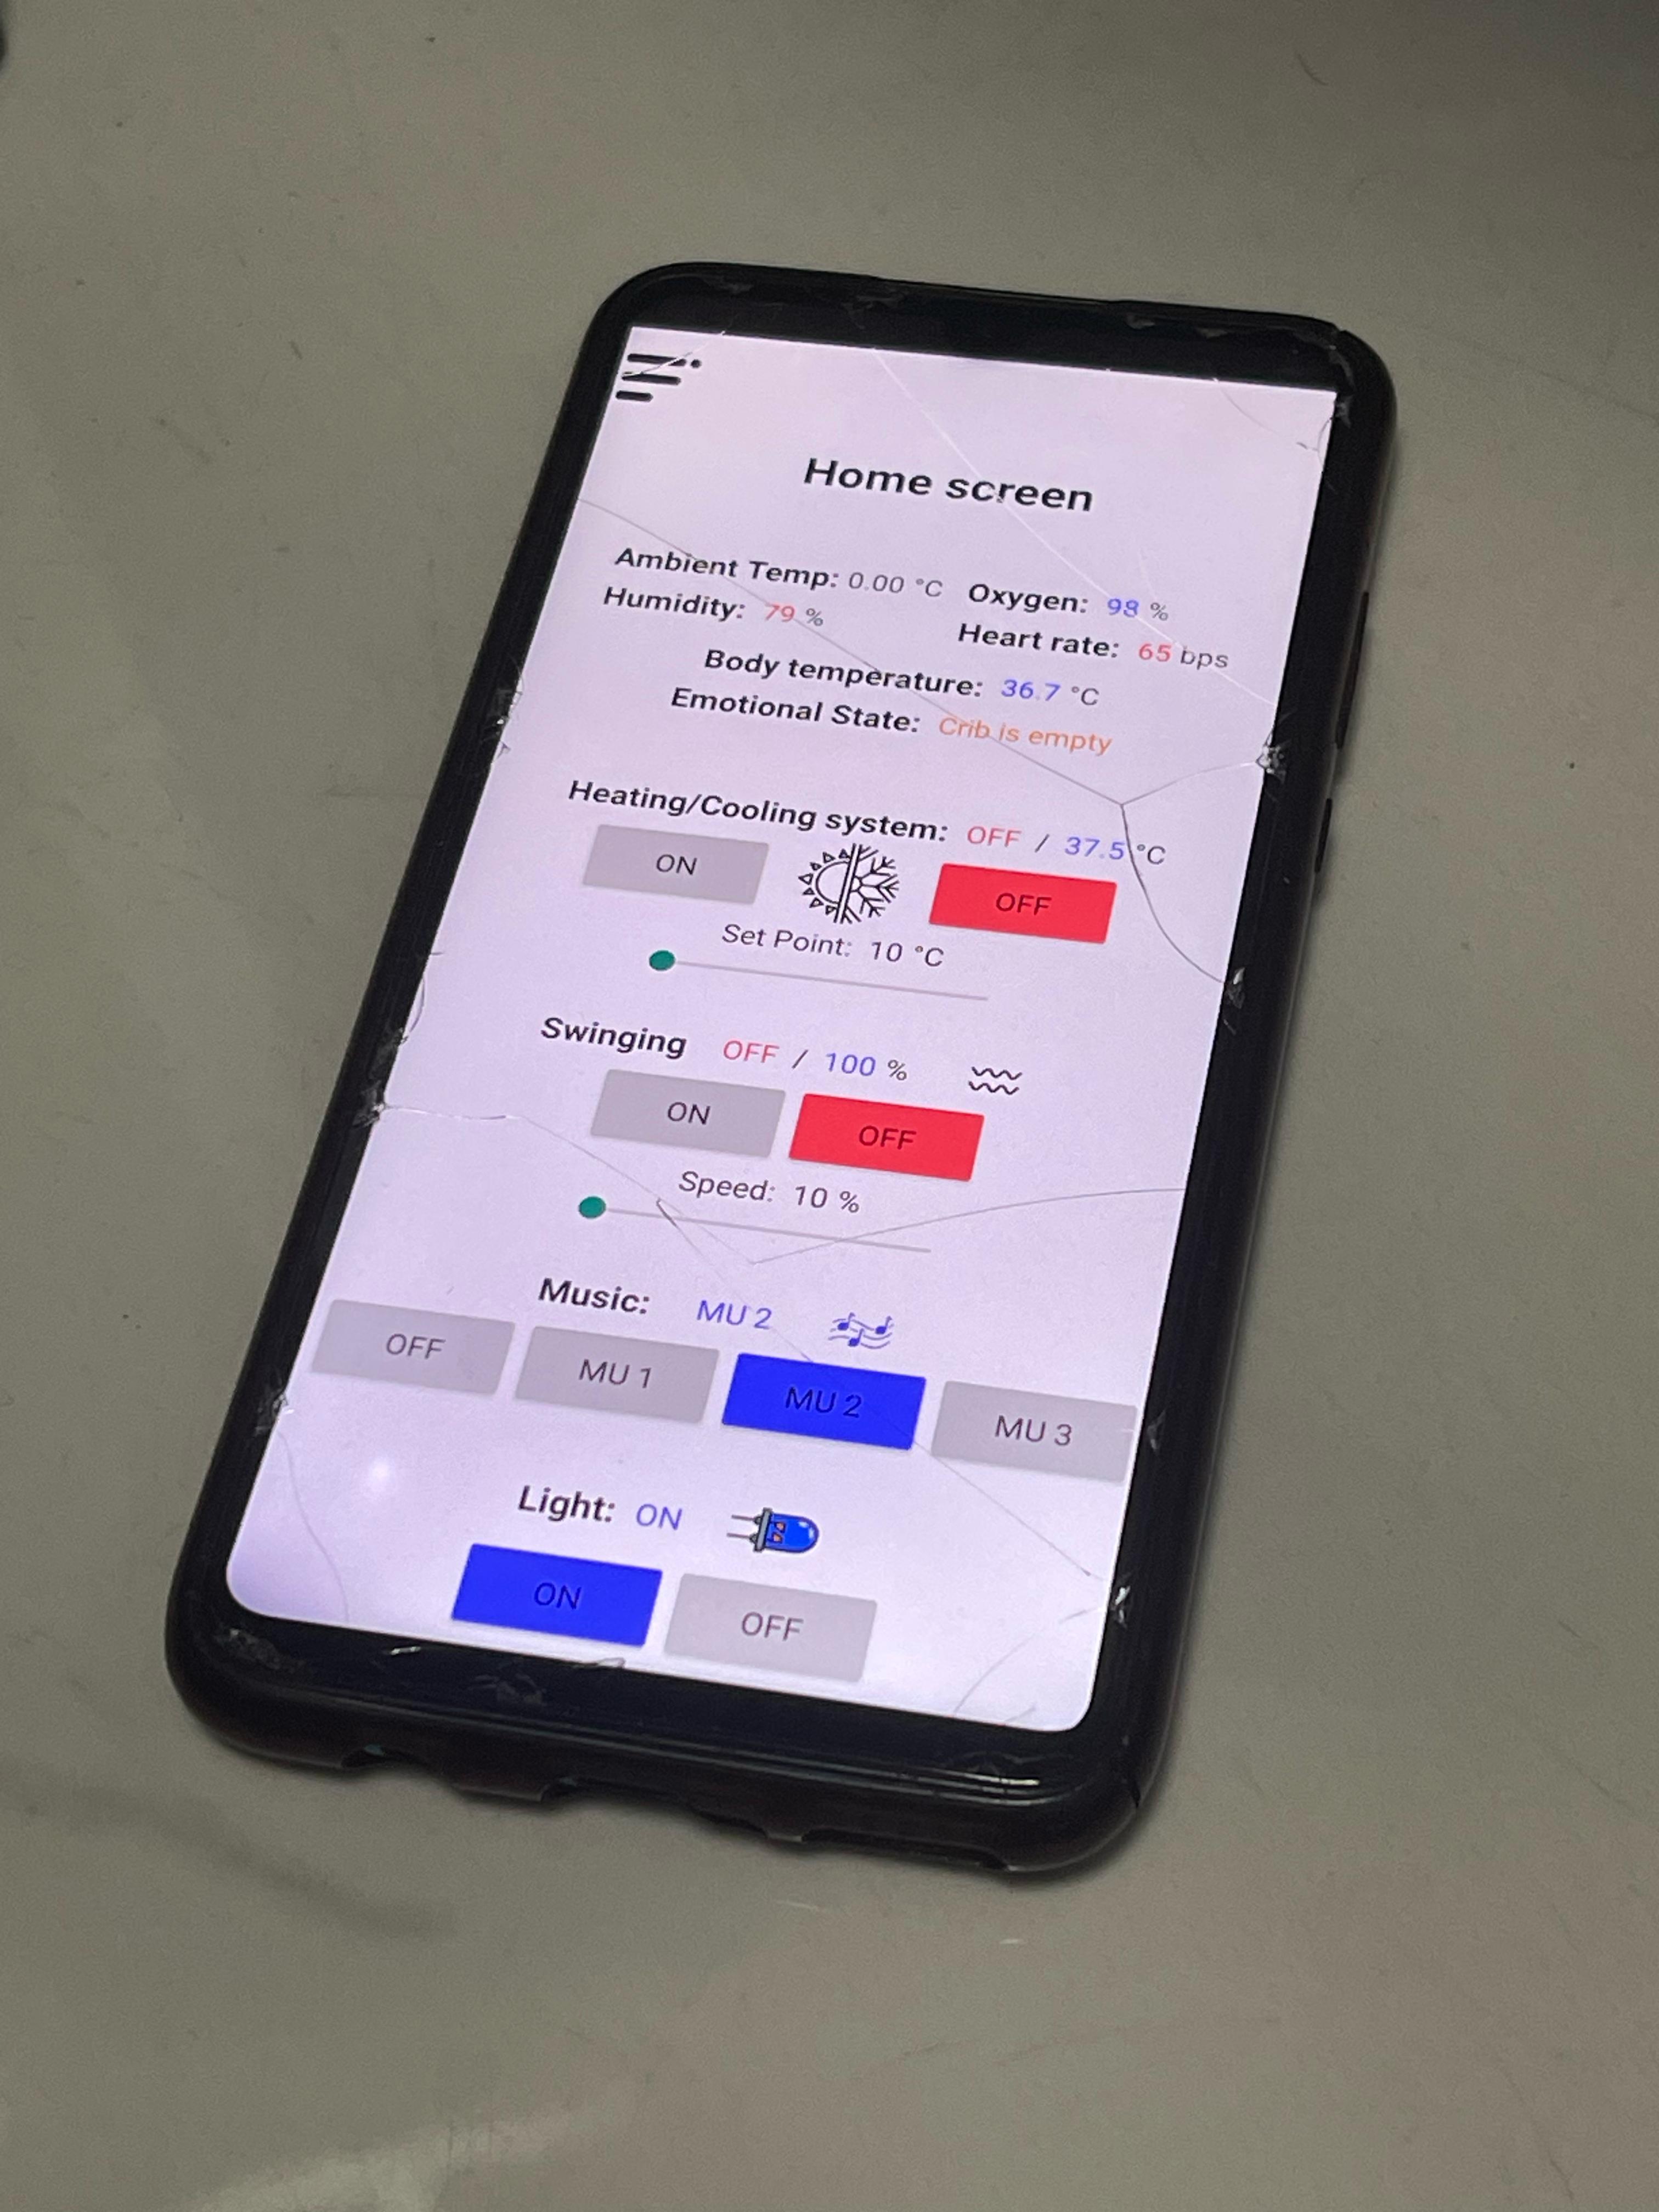 Home screen
Ambient Temp: 0.00 °C Oxygen: 98 %
Humidity: 79 % Heart rate: 65 bps
Body temperature: 36.7 °C
Emotional State: Crib is empty
Heating/Cooling system: OFF / 37.5 °C
ON OFF
Set Point: 10 °C
Swinging OFF / 100 %
ON OFF
Speed: 10 %
Music: MU 2
OFF MU 1 MU 2 MU 3
Light: ON
ON OFF